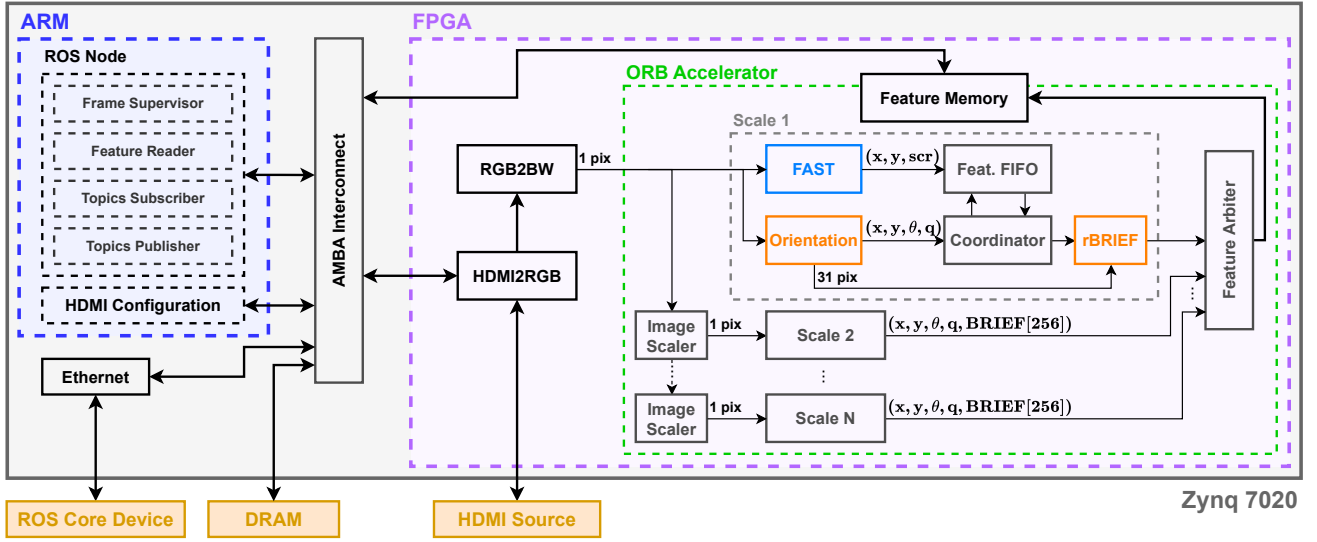 ARM
FPGA
ROS Node
Frame Supervisor
Feature Reader
Topics Subscriber
Topics Publisher
HDMI Configuration
AMBA Interconnect
Ethernet
ROS Core Device
DRAM
HDMI Source
RGB2BW
HDMI2RGB
1 pix
ORB Accelerator
Feature Memory
Scale 1
FAST
(x, y, scr)
Feat. FIFO
Orientation
(x, y, θ, q)
Coordinator
rBRIEF
31 pix
Feature Arbiter
Image
Scaler
1 pix
Scale 2
(x, y, θ, q, BRIEF[256])
Image
Scaler
1 pix
Scale N
(x, y, θ, q, BRIEF[256])
Zynq 7020